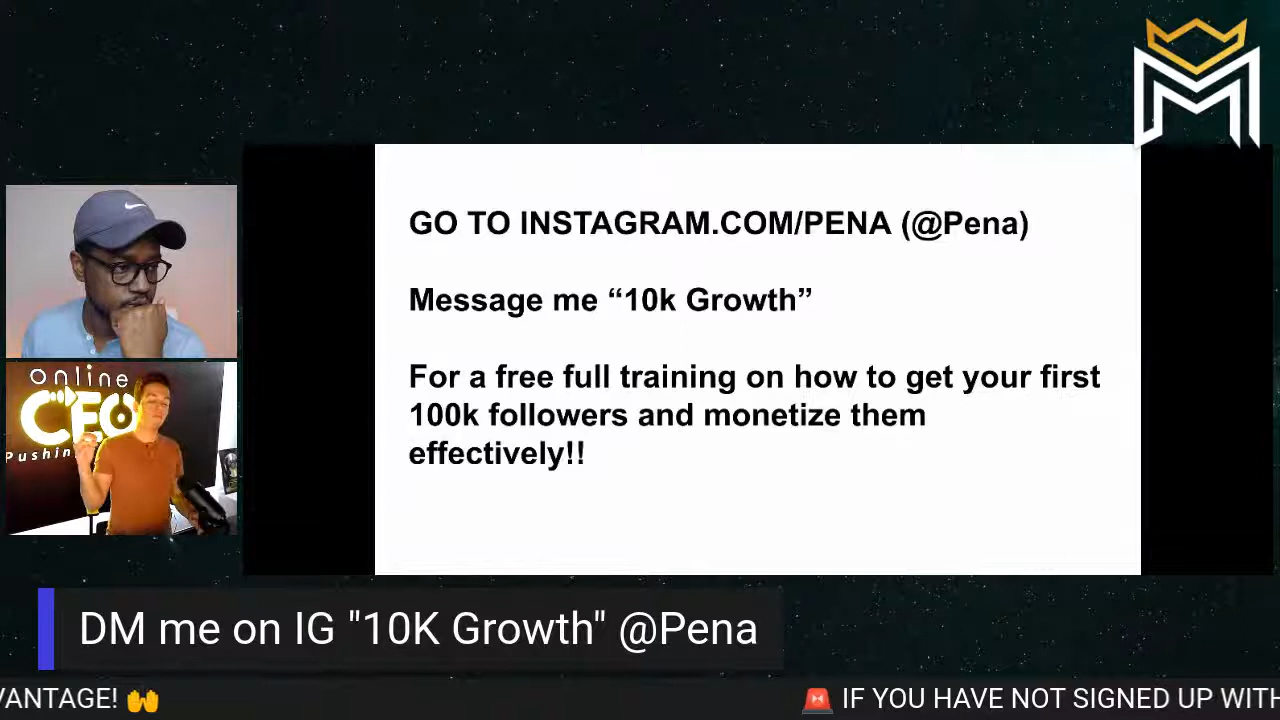 GO TO INSTAGRAM.COM/PENA (@Pena)
Message me “10k Growth”
For a free full training on how to get your first
100k followers and monetize them
effectively!!
online
CEO
Pushin
DM me on IG "10K Growth" @Pena
VANTAGE! 🙌
🚨 IF YOU HAVE NOT SIGNED UP WITH